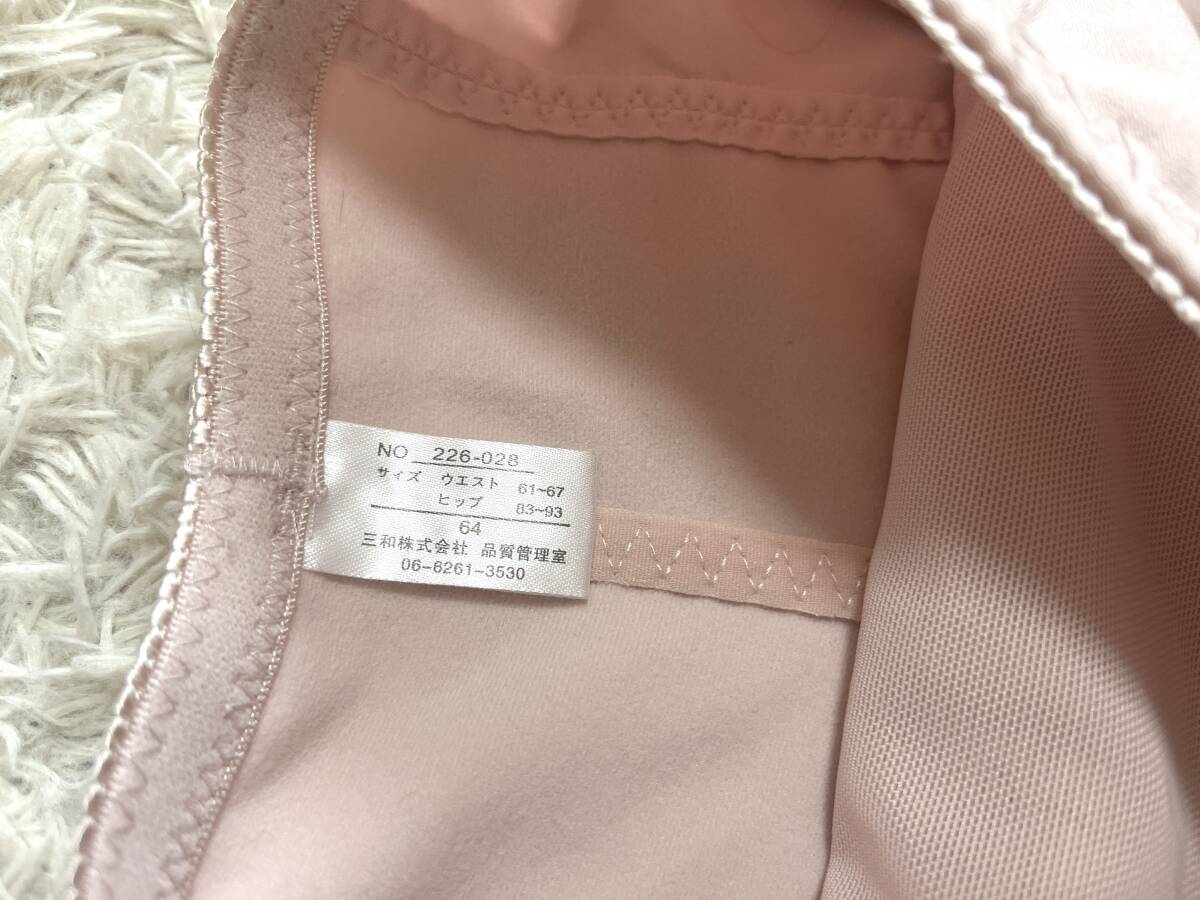 NO 226-028
サイズ ウエスト 61~67
ヒップ 83~93
64
三和株式会社 品質管理室
06-6261-3530